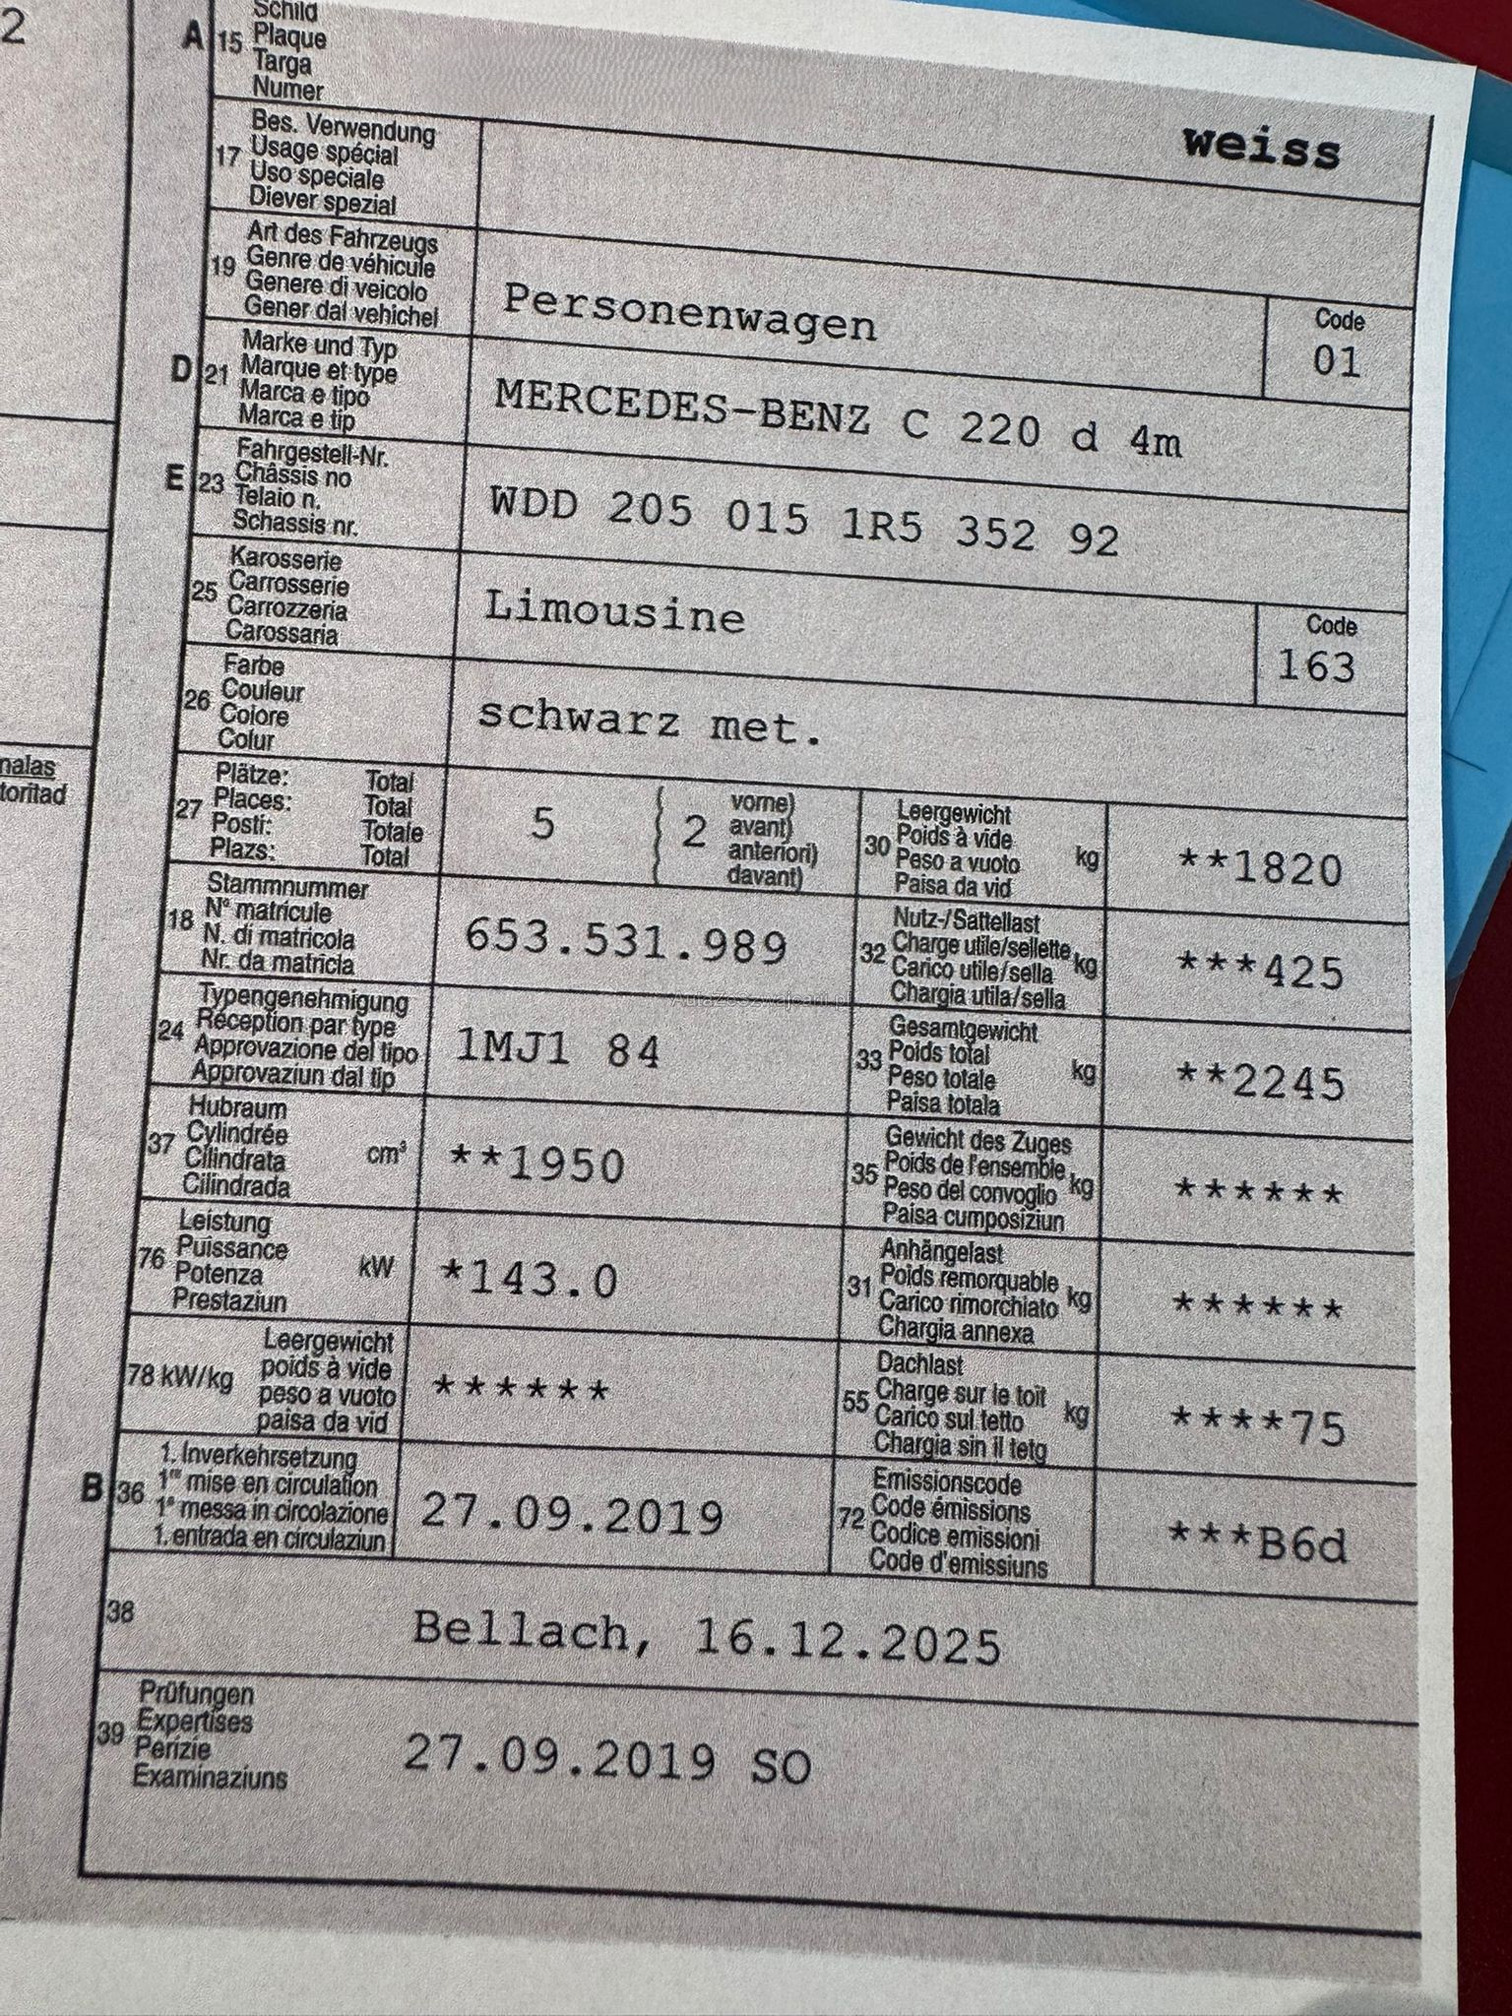 2
A 15 Schild
Plaque
Targa
Numer
weiss
17 Bes. Verwendung
Usage spécial
Uso speciale
Diever spezial
19 Art des Fahrzeugs
Genre de véhicule
Genere di veicolo
Gener dal vehichel
Personenwagen
Code
01
D 21 Marke und Typ
Marque et type
Marca e tipo
Marca e tip
MERCEDES-BENZ C 220 d 4m
E 23 Fahrgestell-Nr.
Châssis no
Telaio n.
Schassis nr.
WDD 205 015 1R5 352 92
25 Karosserie
Carrosserie
Carrozzeria
Carossaria
Limousine
Code
163
26 Farbe
Couleur
Colore
Colur
schwarz met.
nalas
toritad
27 Plätze: Total
Places: Total
Posti: Totale
Plazs: Total
5 { 2 vorne)
avant)
anteriori)
davant)
30 Leergewicht
Poids à vide
Peso a vuoto
Paisa da vid
kg
**1820
18 Stammnummer
N° matricule
N. di matricola
Nr. da matricla
653.531.989
32 Nutz-/Sattellast
Charge utile/sellette
Carico utile/sella
Chargia utila/sella
kg
***425
24 Typengenehmigung
Réception par type
Approvazione del tipo
Approvaziun dal tip
1MJ1 84
33 Gesamtgewicht
Poids total
Peso totale
Paisa totala
kg
**2245
37 Hubraum
Cylindrée
Cilindrata
Cilindrada
cm³
**1950
35 Gewicht des Zuges
Poids de l'ensemble
Peso del convoglio
Paisa cumposiziun
kg
******
76 Leistung
Puissance
Potenza
Prestaziun
kW
*143.0
31 Anhängelast
Poids remorquable
Carico rimorchiato
Chargia annexa
kg
******
78 kW/kg Leergewicht
poids à vide
peso a vuoto
paisa da vid
******
55 Dachlast
Charge sur le toit
Carico sul tetto
Chargia sin il tetg
kg
****75
B 36 1. Inverkehrsetzung
1re mise en circulation
1a messa in circolazione
1. entrada en circulaziun
27.09.2019
72 Emissionscode
Code émissions
Codice emissioni
Code d'emissiuns
***B6d
38
Bellach, 16.12.2025
39 Prüfungen
Expertises
Perizie
Examinaziuns
27.09.2019 SO